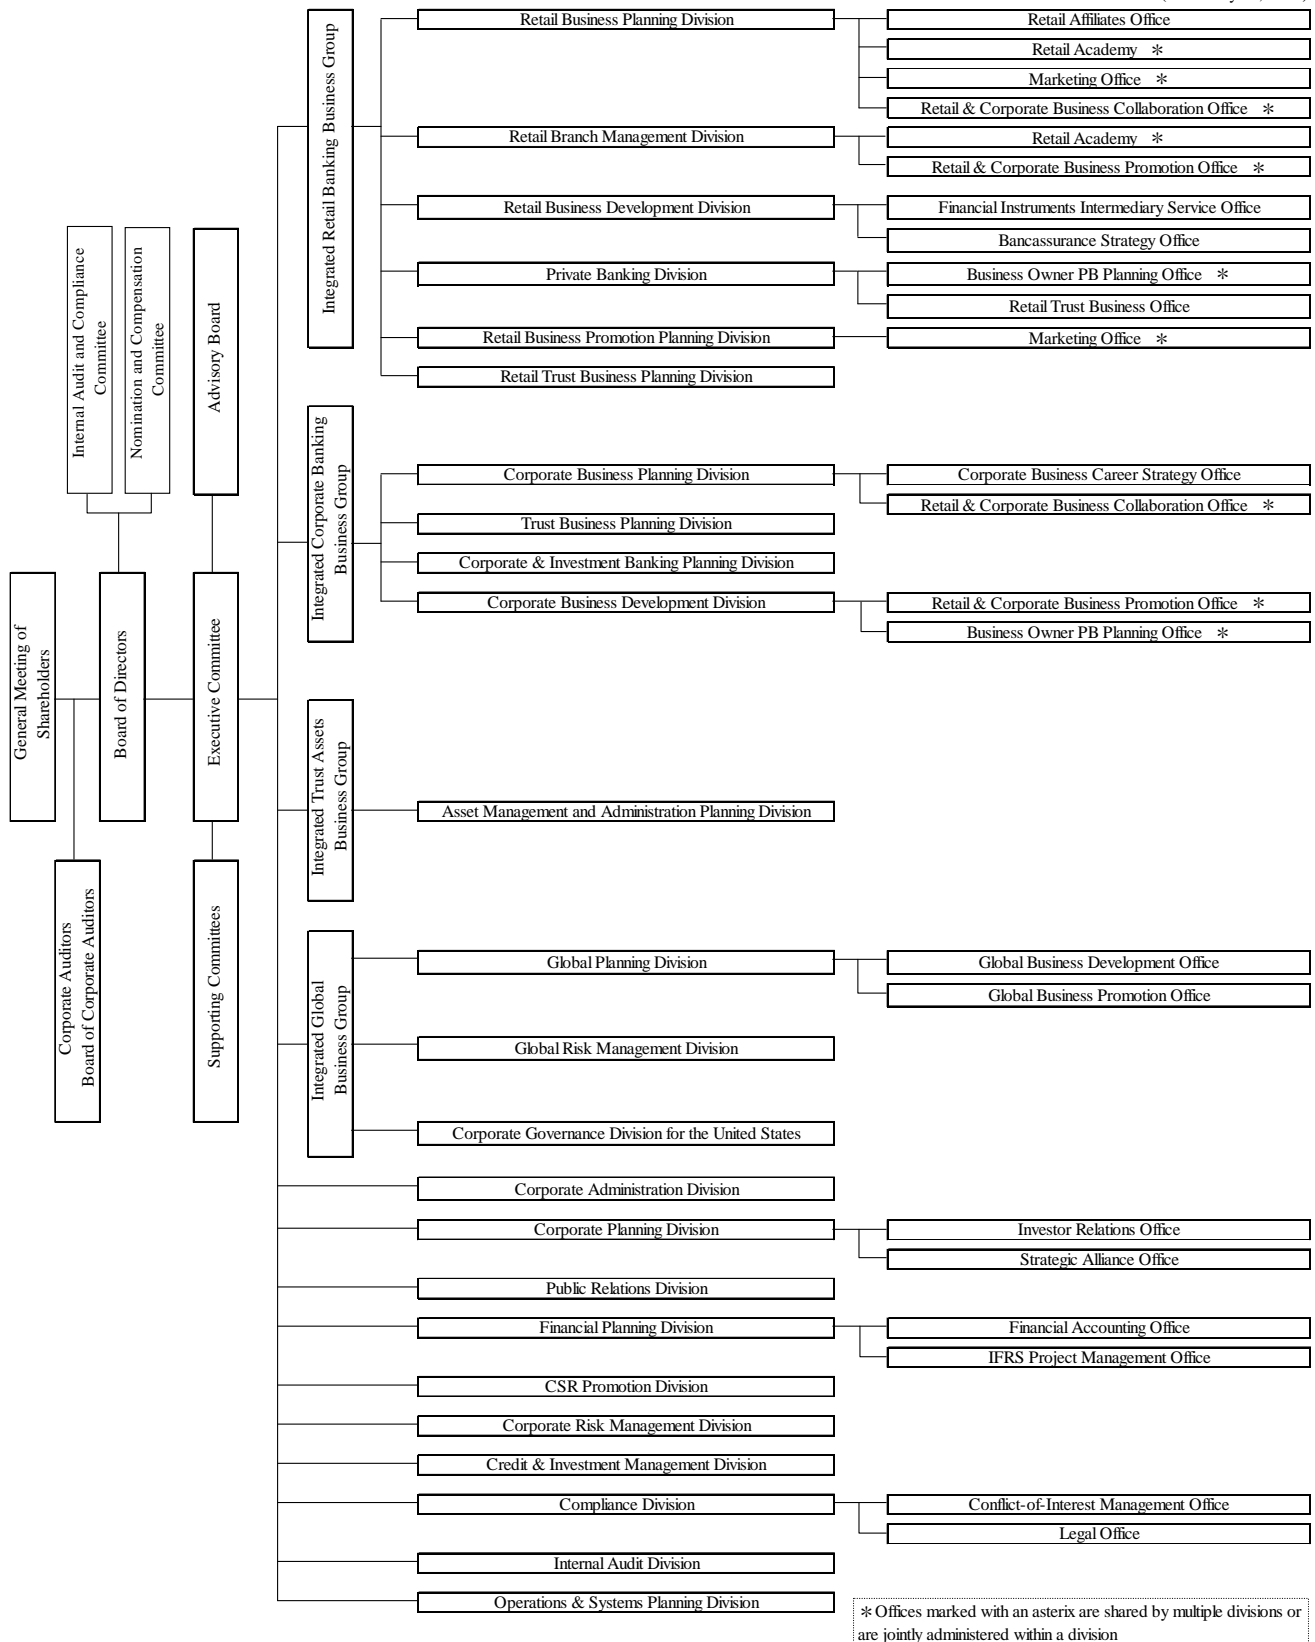 General Meeting of
Shareholders
Corporate Auditors
Board of Corporate Auditors
Internal Audit and Compliance
Committee
Nomination and Compensation
Committee
Board of Directors
Advisory Board
Executive Committee
Supporting Committees
Integrated Retail Banking Business Group
Retail Business Planning Division
Retail Affiliates Office
Retail Academy *
Marketing Office *
Retail & Corporate Business Collaboration Office *
Retail Branch Management Division
Retail Academy *
Retail & Corporate Business Promotion Office *
Retail Business Development Division
Financial Instruments Intermediary Service Office
Bancassurance Strategy Office
Private Banking Division
Business Owner PB Planning Office *
Retail Trust Business Office
Retail Business Promotion Planning Division
Marketing Office *
Retail Trust Business Planning Division
Integrated Corporate Banking
Business Group
Corporate Business Planning Division
Corporate Business Career Strategy Office
Retail & Corporate Business Collaboration Office *
Trust Business Planning Division
Corporate & Investment Banking Planning Division
Corporate Business Development Division
Retail & Corporate Business Promotion Office *
Business Owner PB Planning Office *
Integrated Trust Assets
Business Group
Asset Management and Administration Planning Division
Integrated Global
Business Group
Global Planning Division
Global Business Development Office
Global Business Promotion Office
Global Risk Management Division
Corporate Governance Division for the United States
Corporate Administration Division
Corporate Planning Division
Investor Relations Office
Strategic Alliance Office
Public Relations Division
Financial Planning Division
Financial Accounting Office
IFRS Project Management Office
CSR Promotion Division
Corporate Risk Management Division
Credit & Investment Management Division
Compliance Division
Conflict-of-Interest Management Office
Legal Office
Internal Audit Division
Operations & Systems Planning Division
* Offices marked with an asterix are shared by multiple divisions or
are jointly administered within a division